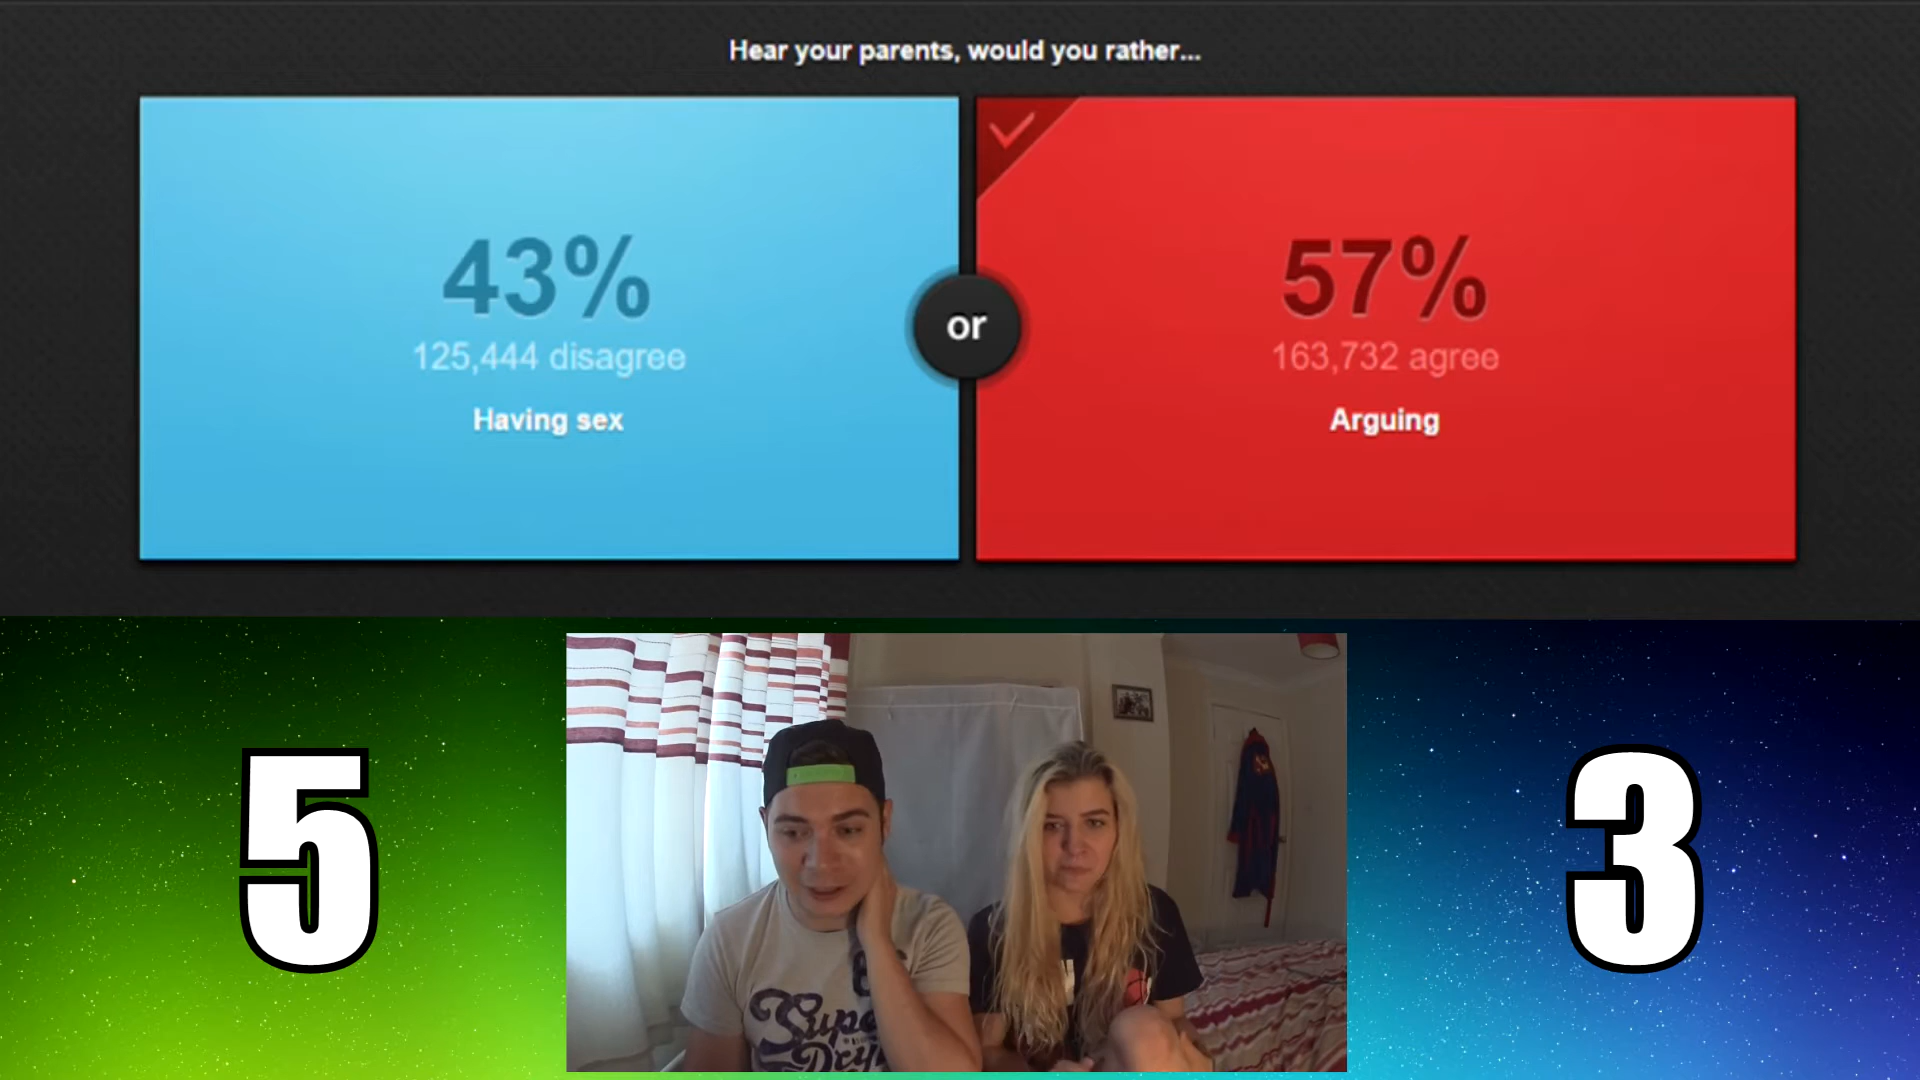 Hear your parents, would you rather...
43%
125,444 disagree
Having sex
or
57%
163,732 agree
Arguing
5
3